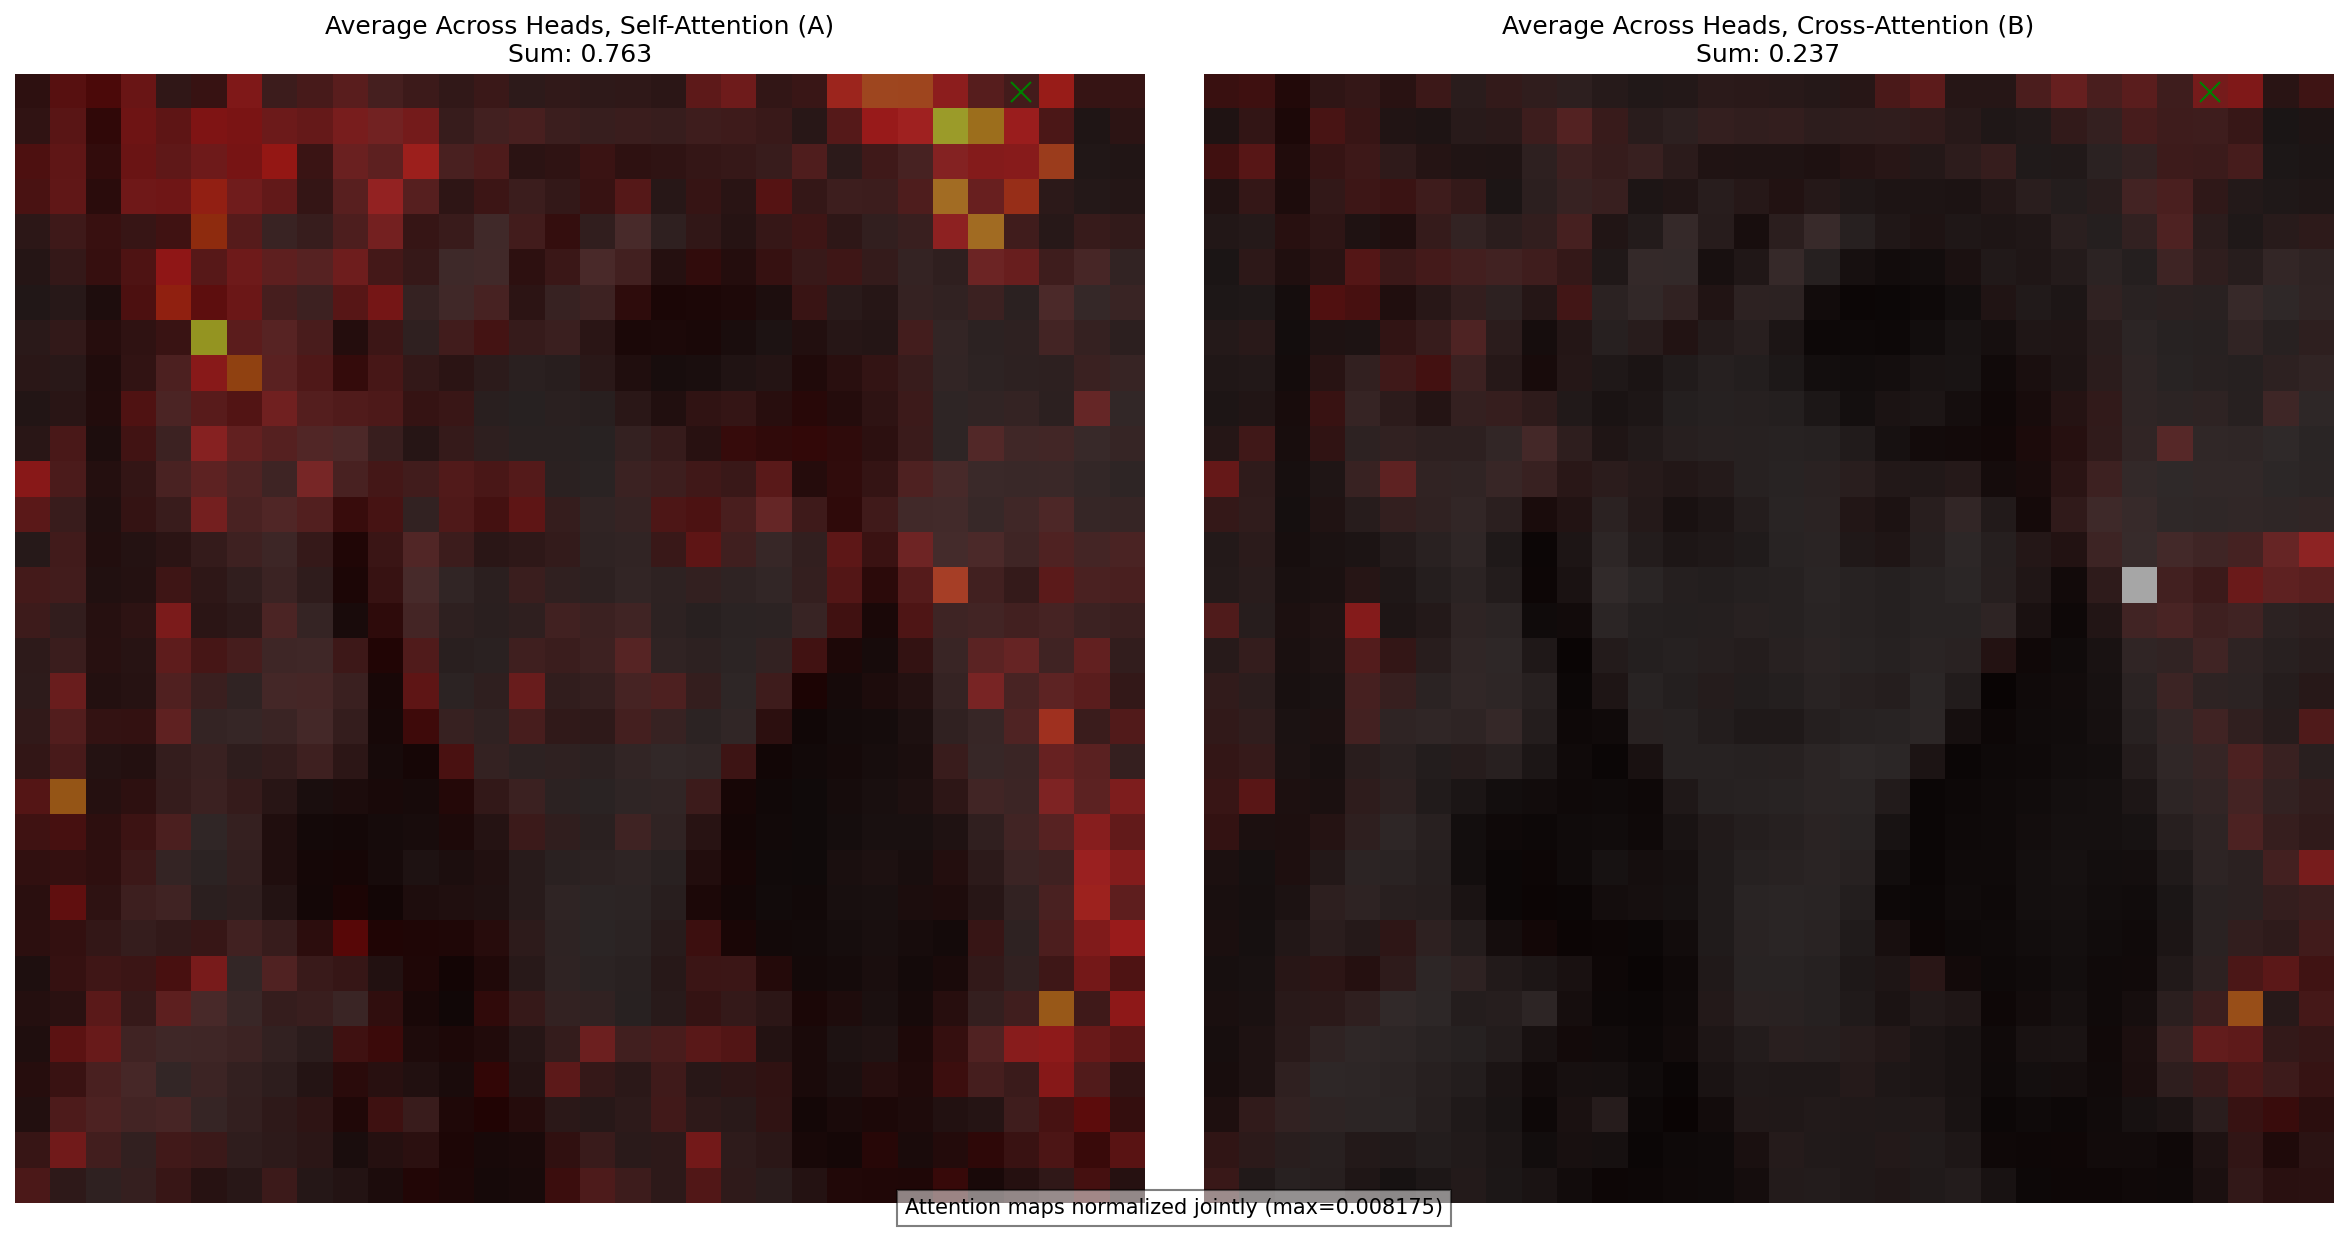 Average Across Heads, Self-Attention (A)
Sum: 0.763
Average Across Heads, Cross-Attention (B)
Sum: 0.237
Attention maps normalized jointly (max=0.008175)